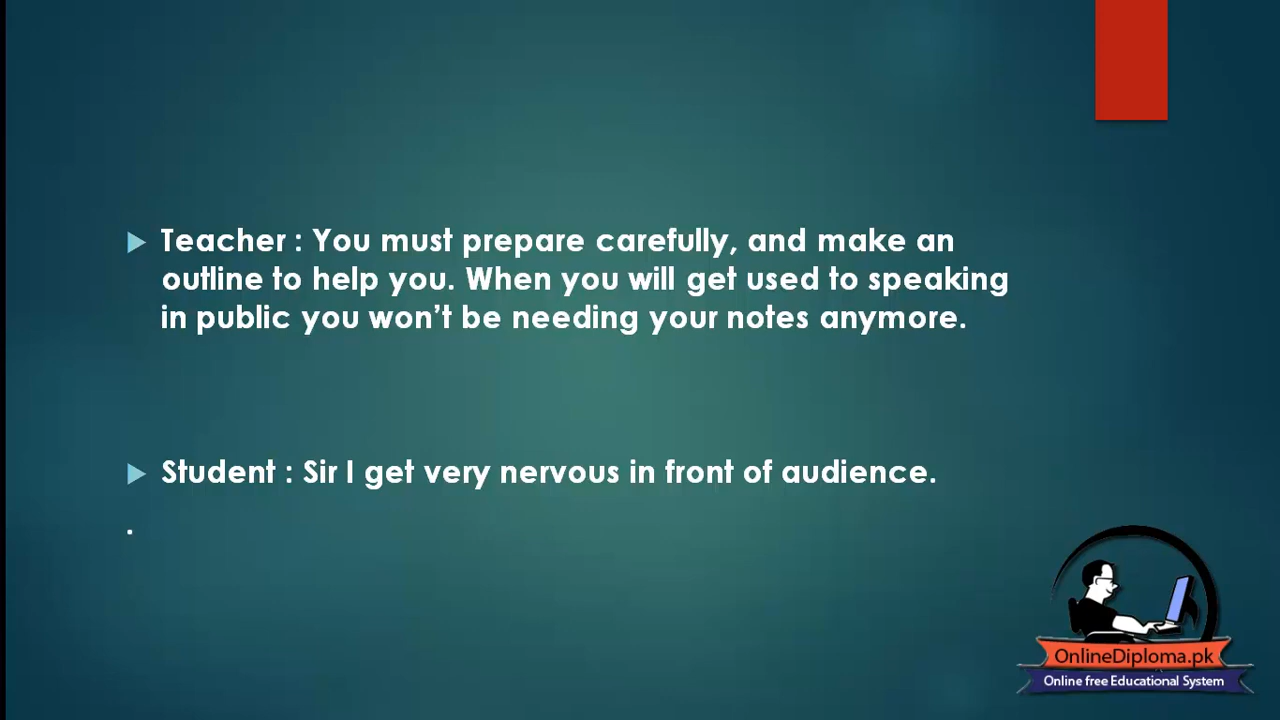 Teacher : You must prepare carefully, and make an
outline to help you. When you will get used to speaking
in public you won’t be needing your notes anymore.
Student : Sir I get very nervous in front of audience.
.
OnlineDiploma.pk
Online free Educational System